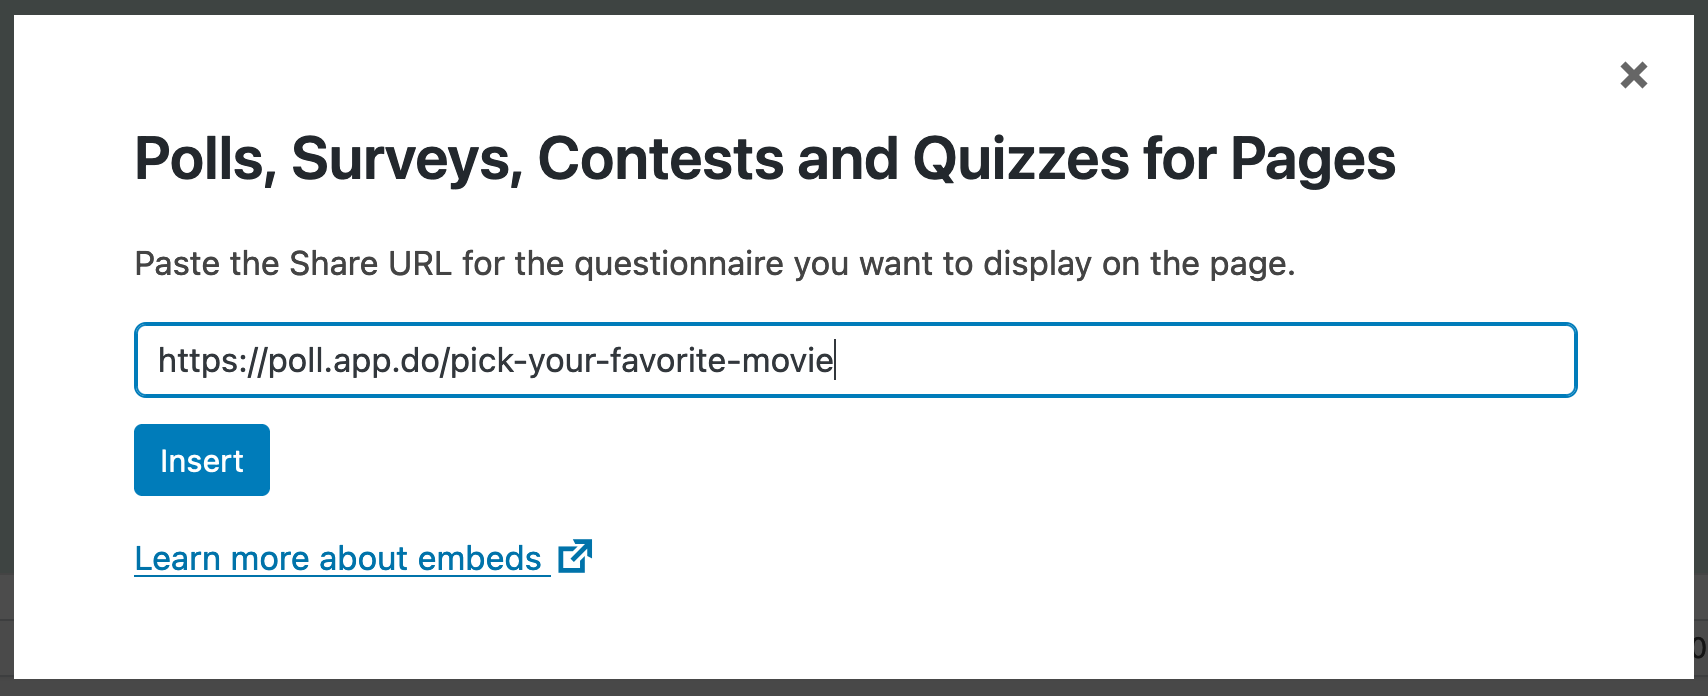 Polls, Surveys, Contests and Quizzes for Pages
Paste the Share URL for the questionnaire you want to display on the page.
https://poll.app.do/pick-your-favorite-movie
Insert
Learn more about embeds